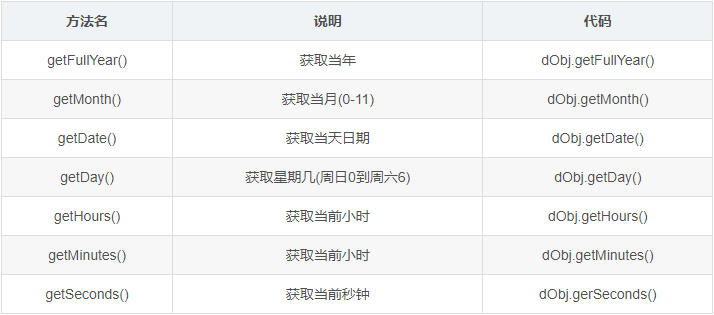 方法名 说明 代码
getFullYear() 获取当年 dObj.getFullYear()
getMonth() 获取当月(0-11) dObj.getMonth()
getDate() 获取当天日期 dObj.getDate()
getDay() 获取星期几(周日0到周六6) dObj.getDay()
getHours() 获取当前小时 dObj.getHours()
getMinutes() 获取当前小时 dObj.getMinutes()
getSeconds() 获取当前秒钟 dObj.gerSeconds()